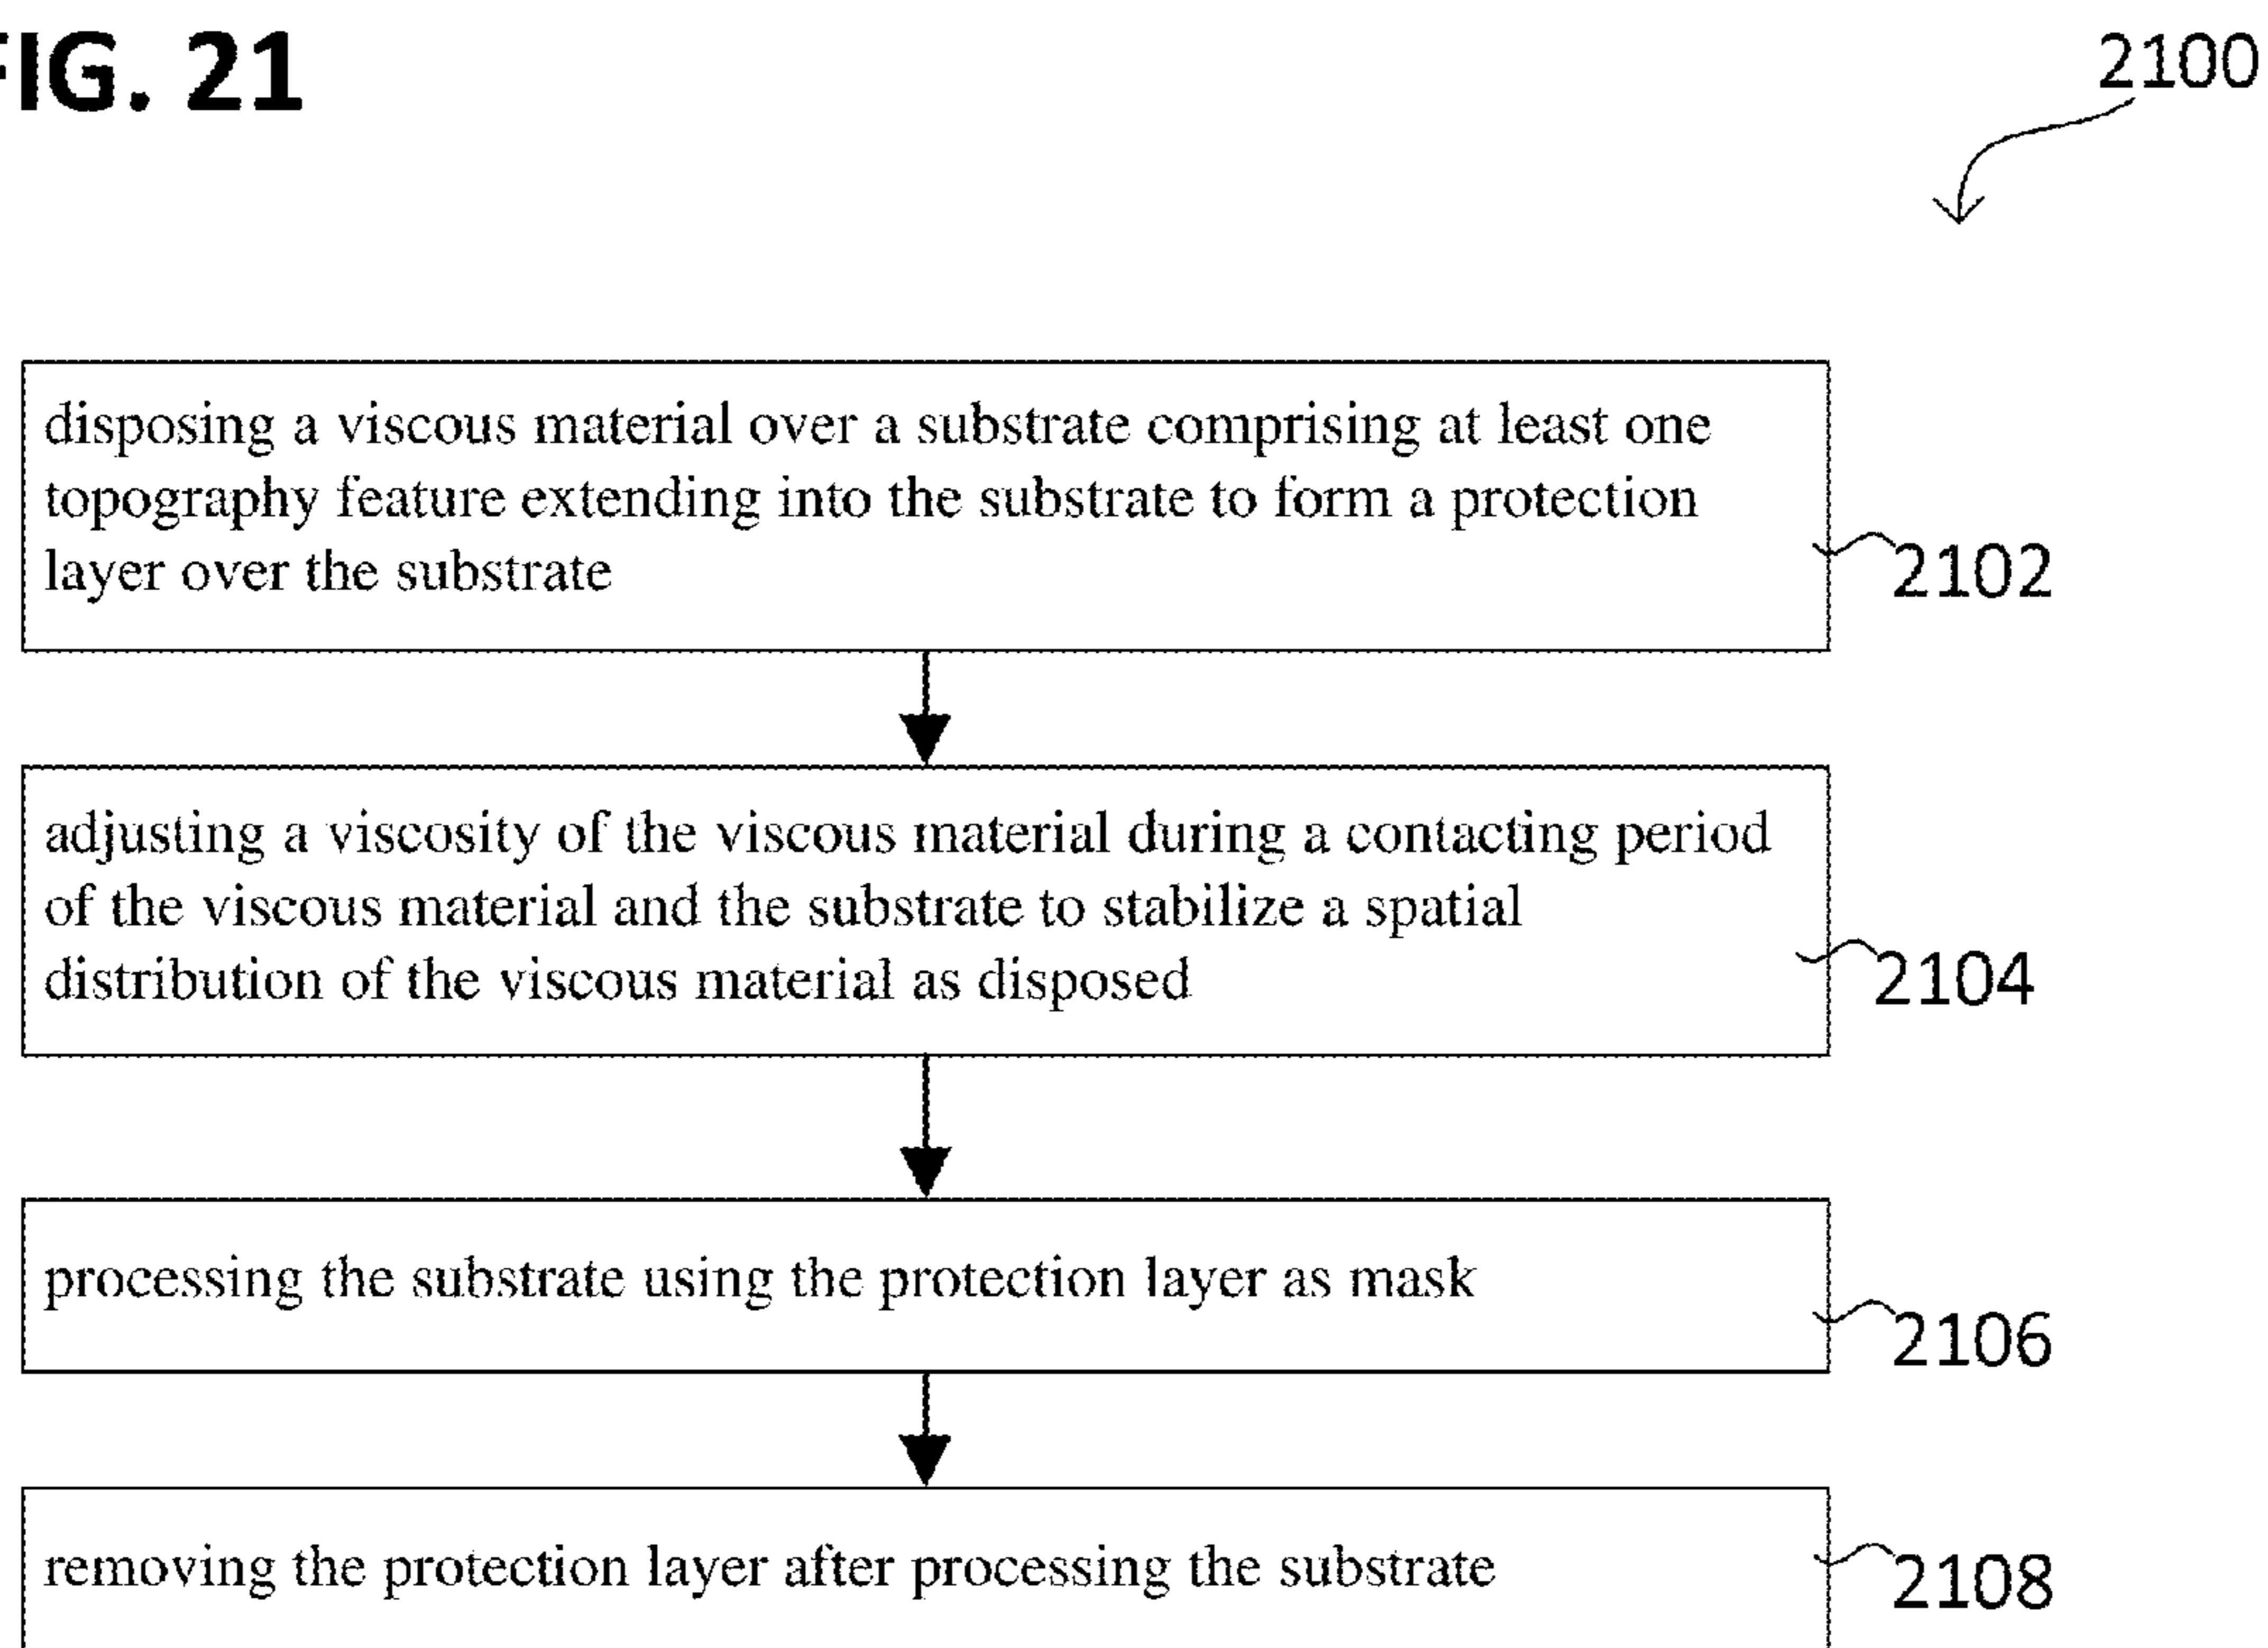 FIG. 21
2100
disposing a viscous material over a substrate comprising at least one
topography feature extending into the substrate to form a protection
layer over the substrate
2102
adjusting a viscosity of the viscous material during a contacting period
of the viscous material and the substrate to stabilize a spatial
distribution of the viscous material as disposed
2104
processing the substrate using the protection layer as mask
2106
removing the protection layer after processing the substrate
2108